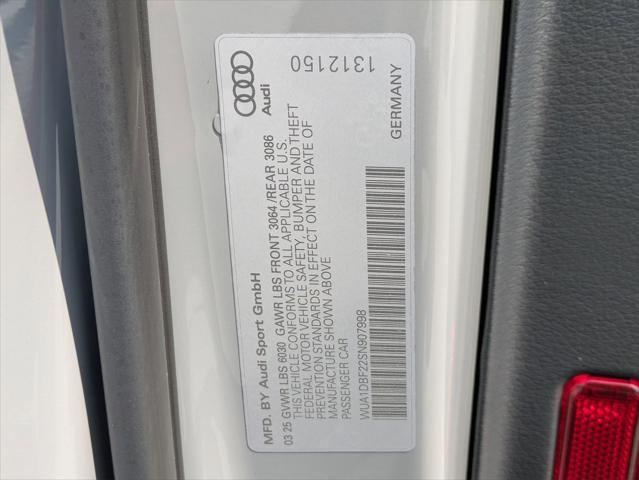 Audi
1312150
GERMANY
MFD. BY Audi Sport GmbH
03 25 GVWR LBS 6030 GAWR LBS FRONT 3064 /REAR 3086
THIS VEHICLE CONFORMS TO ALL APPLICABLE U.S.
FEDERAL MOTOR VEHICLE SAFETY, BUMPER AND THEFT
PREVENTION STANDARDS IN EFFECT ON THE DATE OF
MANUFACTURE SHOWN ABOVE
PASSENGER CAR
WUA1DBF22SN907998